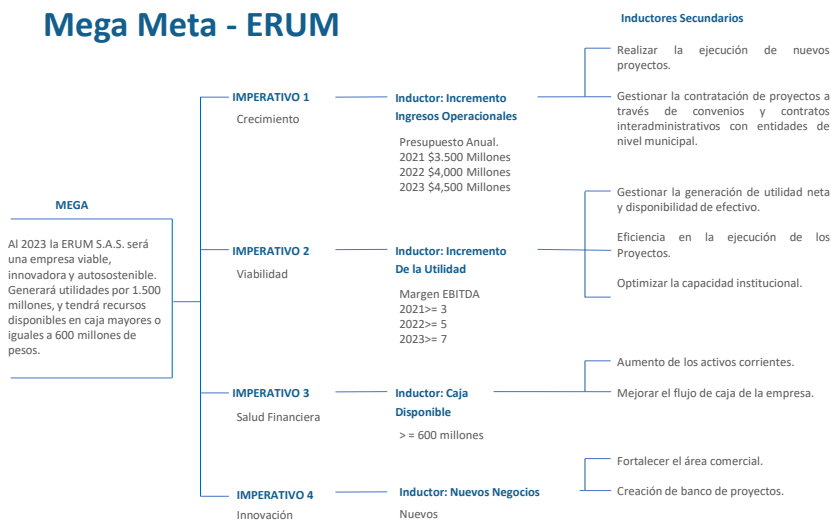 Mega Meta - ERUM
MEGA
Al 2023 la ERUM S.A.S. será
una empresa viable,
innovadora y autosostenible.
Generará utilidades por 1.500
millones, y tendrá recursos
disponibles en caja mayores o
iguales a 600 millones de
pesos.
IMPERATIVO 1
Crecimiento
Inductor: Incremento
Ingresos Operacionales
Presupuesto Anual.
2021 $3.500 Millones
2022 $4,000 Millones
2023 $4,500 Millones
Inductores Secundarios
Realizar la ejecución de nuevos
proyectos.
Gestionar la contratación de proyectos a
través de convenios y contratos
interadministrativos con entidades de
nivel municipal.
IMPERATIVO 2
Viabilidad
Inductor: Incremento
De la Utilidad
Margen EBITDA
2021>= 3
2022>= 5
2023>= 7
Gestionar la generación de utilidad neta
y disponibilidad de efectivo.
Eficiencia en la ejecución de los
Proyectos.
Optimizar la capacidad institucional.
IMPERATIVO 3
Salud Financiera
Inductor: Caja
Disponible
> = 600 millones
Aumento de los activos corrientes.
Mejorar el flujo de caja de la empresa.
IMPERATIVO 4
Innovación
Inductor: Nuevos Negocios
Nuevos
Fortalecer el área comercial.
Creación de banco de proyectos.